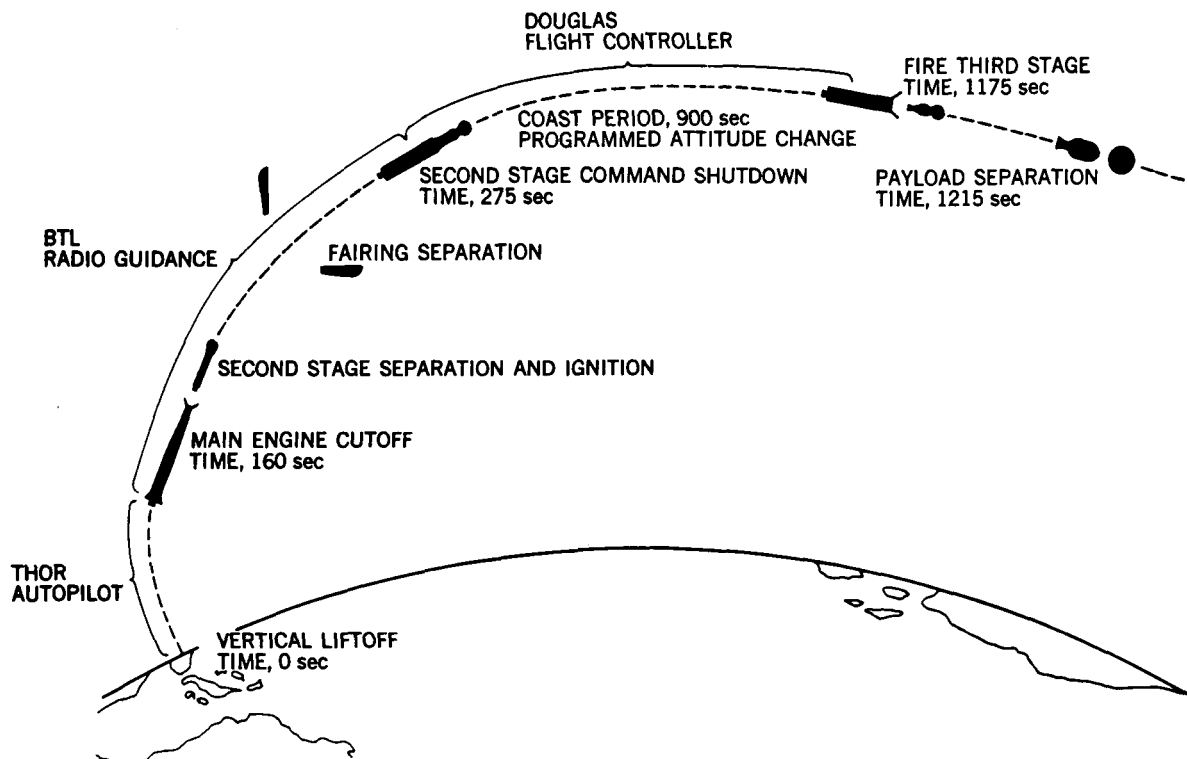 DOUGLAS
FLIGHT CONTROLLER
FIRE THIRD STAGE
TIME, 1175 sec
COAST PERIOD, 900 sec
PROGRAMMED ATTITUDE CHANGE
SECOND STAGE COMMAND SHUTDOWN
TIME, 275 sec
PAYLOAD SEPARATION
TIME, 1215 sec
BTL
RADIO GUIDANCE
FAIRING SEPARATION
SECOND STAGE SEPARATION AND IGNITION
MAIN ENGINE CUTOFF
TIME, 160 sec
THOR
AUTOPILOT
VERTICAL LIFTOFF
TIME, 0 sec